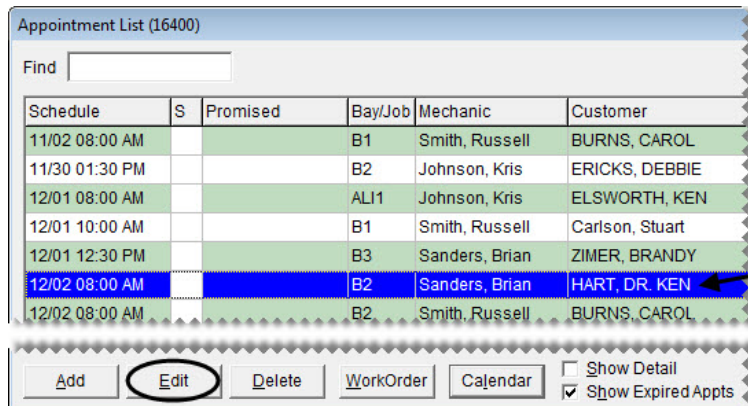 Appointment List (16400)
Find
Schedule S Promised Bay/Job Mechanic Customer
11/02 08:00 AM B1 Smith, Russell BURNS, CAROL
11/30 01:30 PM B2 Johnson, Kris ERICKS, DEBBIE
12/01 08:00 AM ALI1 Johnson, Kris ELSWORTH, KEN
12/01 10:00 AM B1 Smith, Russell Carlson, Stuart
12/01 12:30 PM B3 Sanders, Brian ZIMER, BRANDY
12/02 08:00 AM B2 Sanders, Brian HART, DR. KEN
12/02 08:00 AM B2 Smith, Russell BURNS, CAROL
Add Edit Delete WorkOrder Calendar Show Detail
Show Expired Appts